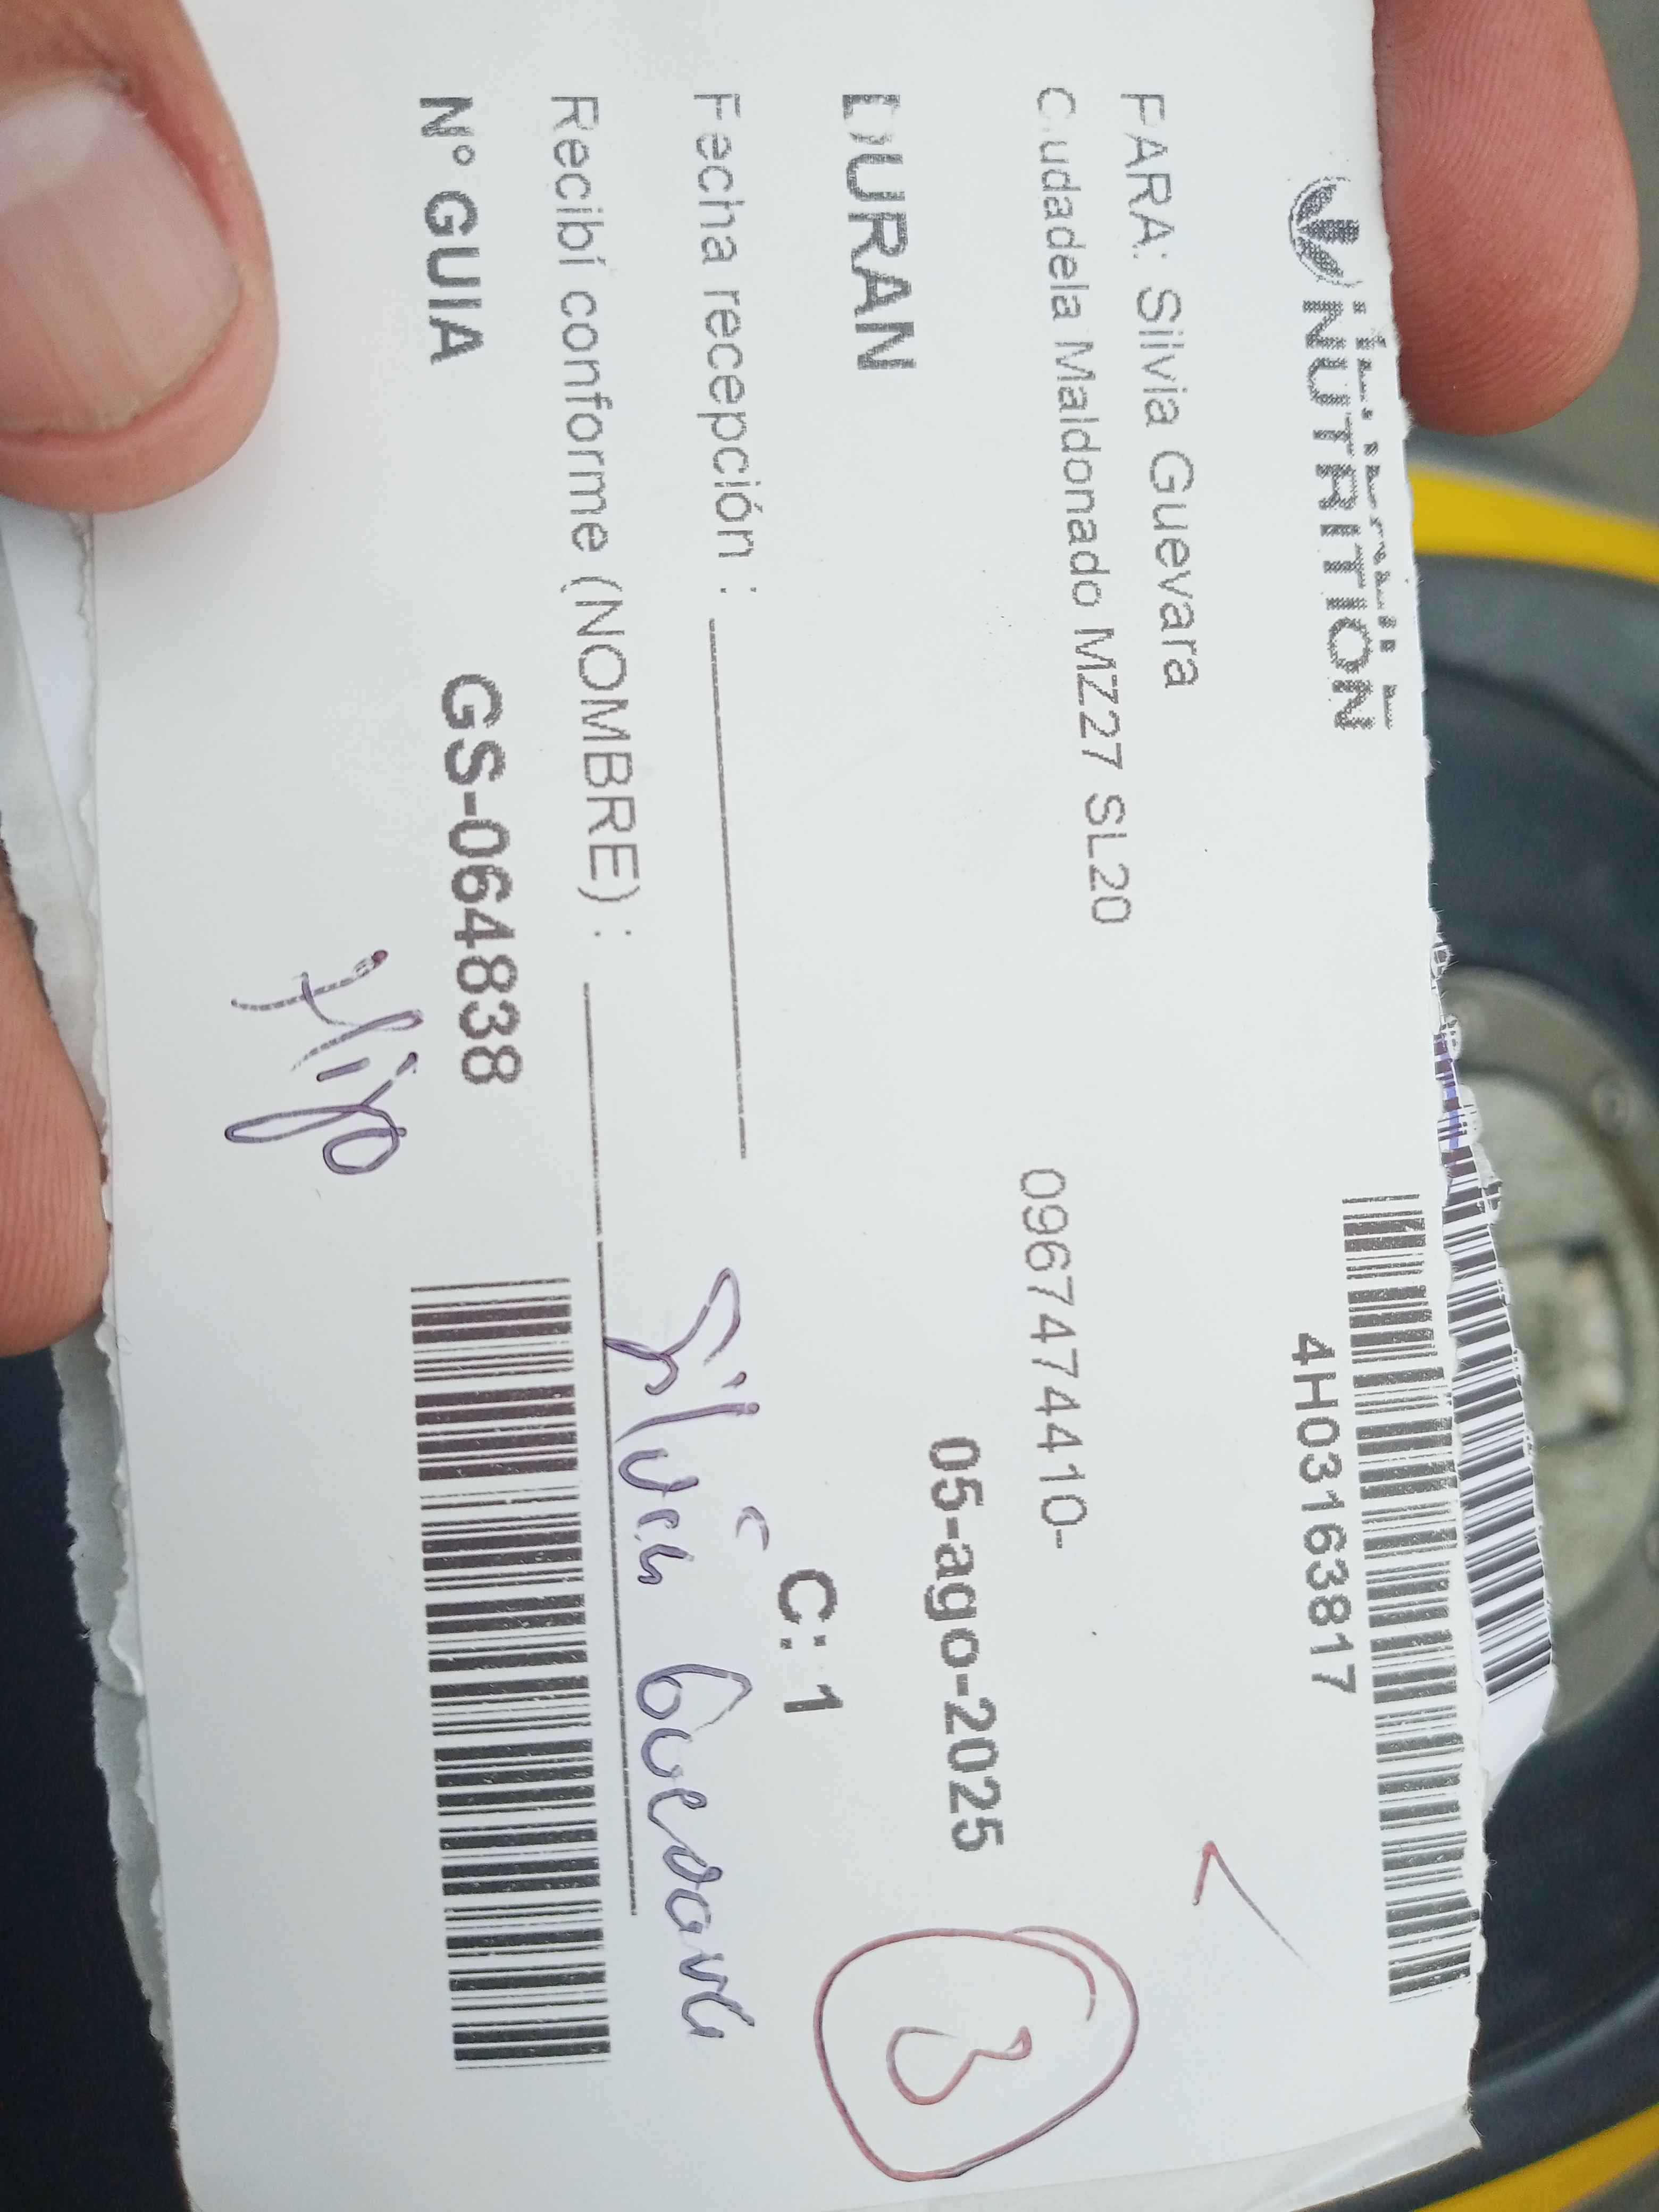 NUTRITION
4H03163817
PARA: Silvia Guevara
Ciudadela Maldonado MZ27 SL20
0967474410-
05-ago-2025
DURAN
3
C: 1
Fecha recepción :
Silvia Guevara
Recibí conforme (NOMBRE) :
N° GUIA GS-064838
Hijo